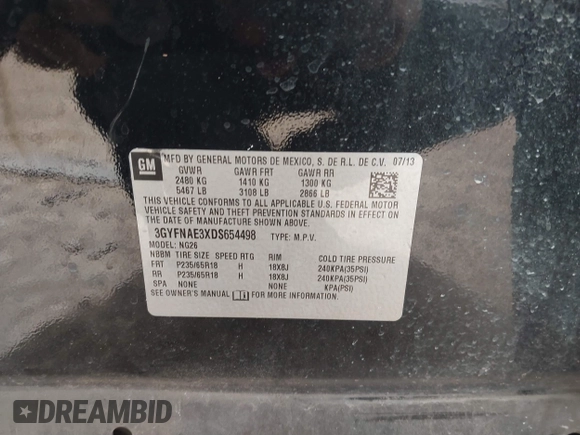 GM
MFD BY GENERAL MOTORS DE MEXICO, S. DE R.L. DE C.V. 07/13
GVWR GAWR FRT GAWR RR
2480 KG 1410 KG 1300 KG
5467 LB 3108 LB 2866 LB
THIS VEHICLE CONFORMS TO ALL APPLICABLE U.S. FEDERAL MOTOR
VEHICLE SAFETY, BUMPER, AND THEFT PREVENTION STANDARDS IN EFFECT ON
THE DATE OF MANUFACTURE SHOWN ABOVE.
3GYFNAE3XDS654498 TYPE: M.P.V.
MODEL: NG26
NBBM TIRE SIZE SPEED RTG RIM COLD TIRE PRESSURE
FRT P235/65R18 H 18X8J 240KPA(35PSI)
RR P235/65R18 H 18X8J 240KPA(35PSI)
SPA NONE NONE KPA(PSI)
SEE OWNER'S MANUAL i FOR MORE INFORMATION.
DREAMBID